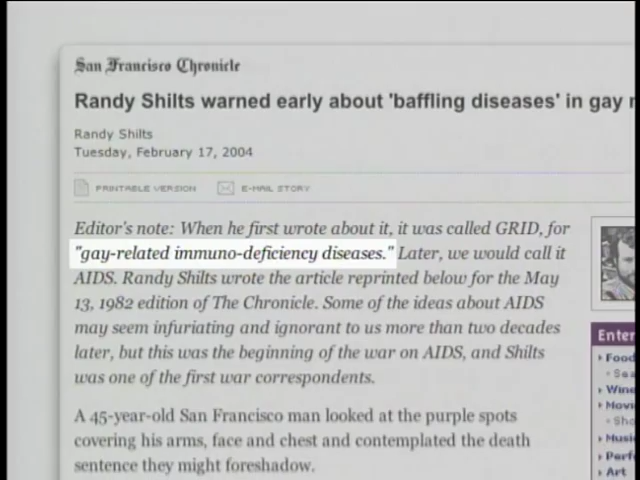 San Francisco Chronicle
Randy Shilts warned early about 'baffling diseases' in gay
Randy Shilts
Tuesday, February 17, 2004
PRINTABLE VERSION E-MAIL STORY
Editor's note: When he first wrote about it, it was called GRID, for
"gay-related immuno-deficiency diseases." Later, we would call it
AIDS. Randy Shilts wrote the article reprinted below for the May
13, 1982 edition of The Chronicle. Some of the ideas about AIDS
may seem infuriating and ignorant to us more than two decades
later, but this was the beginning of the war on AIDS, and Shilts
was one of the first war correspondents.
A 45-year-old San Francisco man looked at the purple spots
covering his arms, face and chest and contemplated the death
sentence they might foreshadow.
Enter
Food
Wine
Art